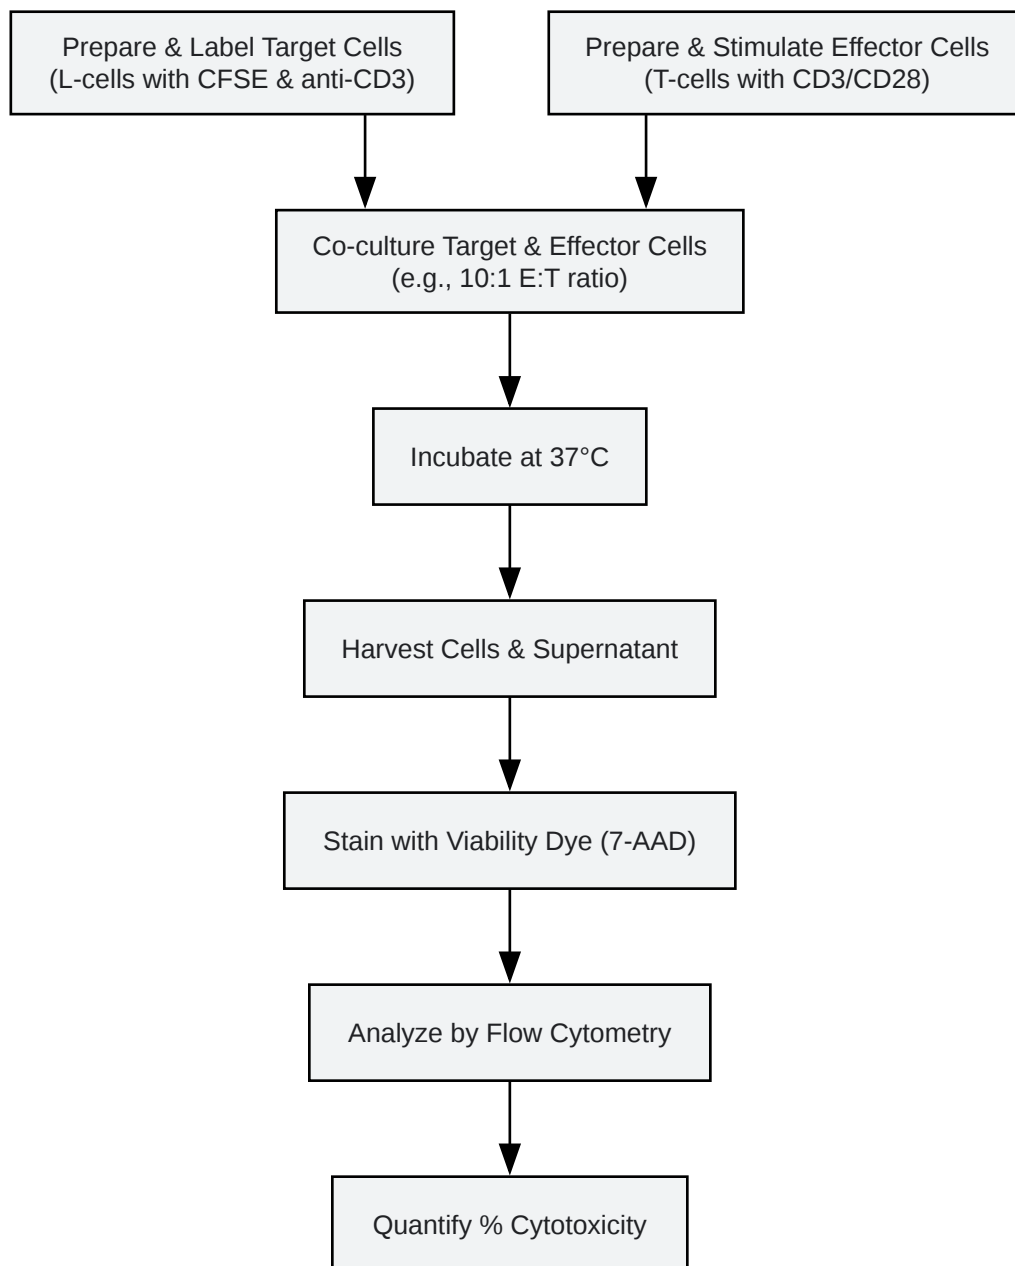 Prepare & Label Target Cells
(L-cells with CFSE & anti-CD3)
Prepare & Stimulate Effector Cells
(T-cells with CD3/CD28)
Co-culture Target & Effector Cells
(e.g., 10:1 E:T ratio)
Incubate at 37°C
Harvest Cells & Supernatant
Stain with Viability Dye (7-AAD)
Analyze by Flow Cytometry
Quantify % Cytotoxicity